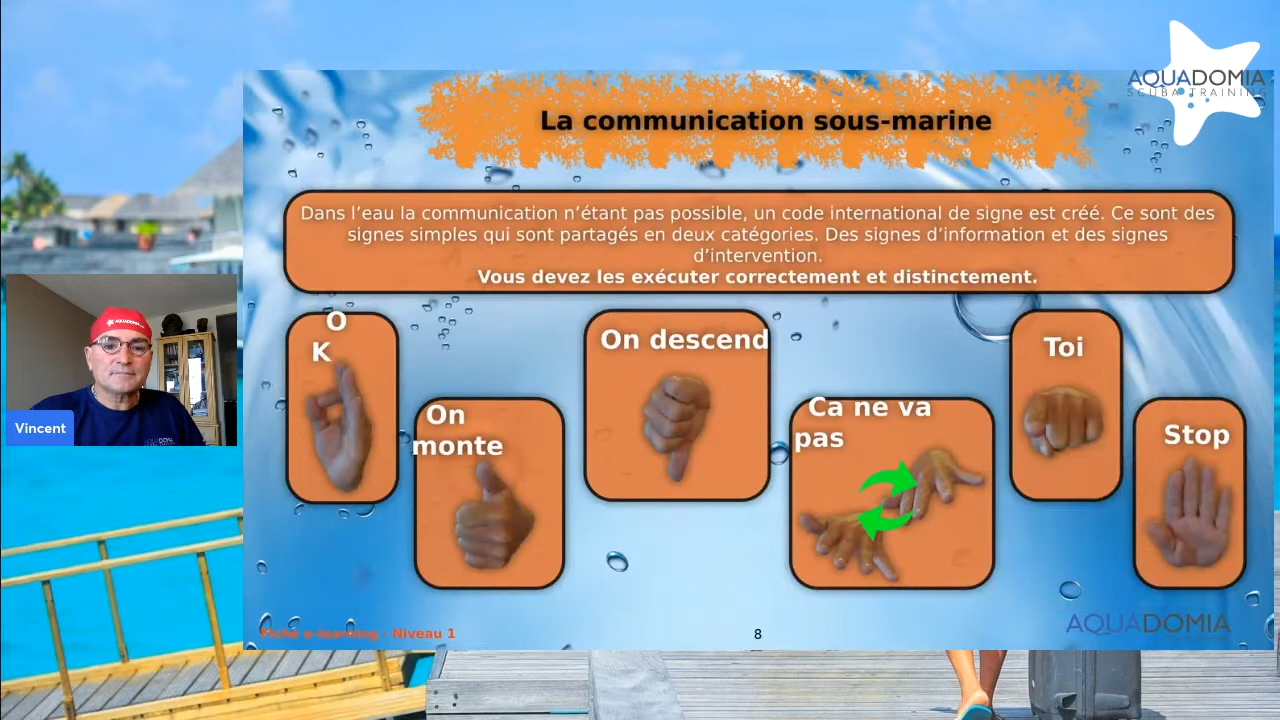 AQUADOMIA
SCUBA TRAINING
La communication sous-marine
Dans l’eau la communication n’étant pas possible, un code international de signe est créé. Ce sont des
signes simples qui sont partagés en deux catégories. Des signes d’information et des signes
d’intervention.
Vous devez les exécuter correctement et distinctement.
O
K
On
monte
On descend
Ca ne va
pas
Toi
Stop
AQUADOMIA
Vincent
Fiche e-learning - Niveau 1
8
AQUADOMIA